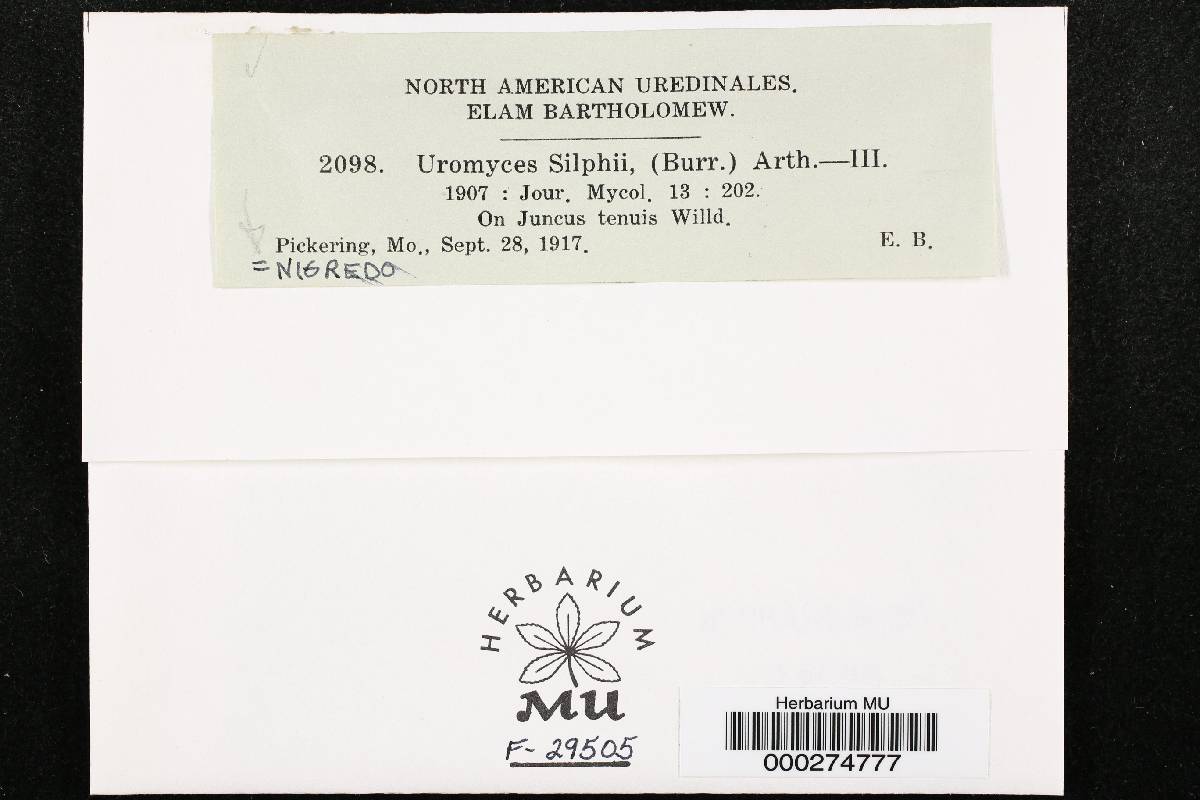 NORTH AMERICAN UREDINALES.
ELAM BARTHOLOMEW.
2098. Uromyces Silphii, (Burr.) Arth.—III.
1907 : Jour. Mycol. 13 : 202.
On Juncus tenuis Willd.
Pickering, Mo., Sept. 28, 1917. E. B.
= NIGREDO
HERBARIUM
MU
F- 29505
Herbarium MU
000274777